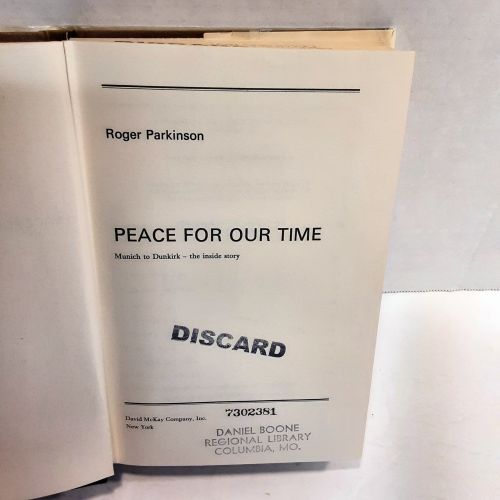 Roger Parkinson
PEACE FOR OUR TIME
Munich to Dunkirk – the inside story
DISCARD
David McKay Company, Inc.
New York
7302381
DANIEL BOONE
REGIONAL LIBRARY
COLUMBIA, MO.